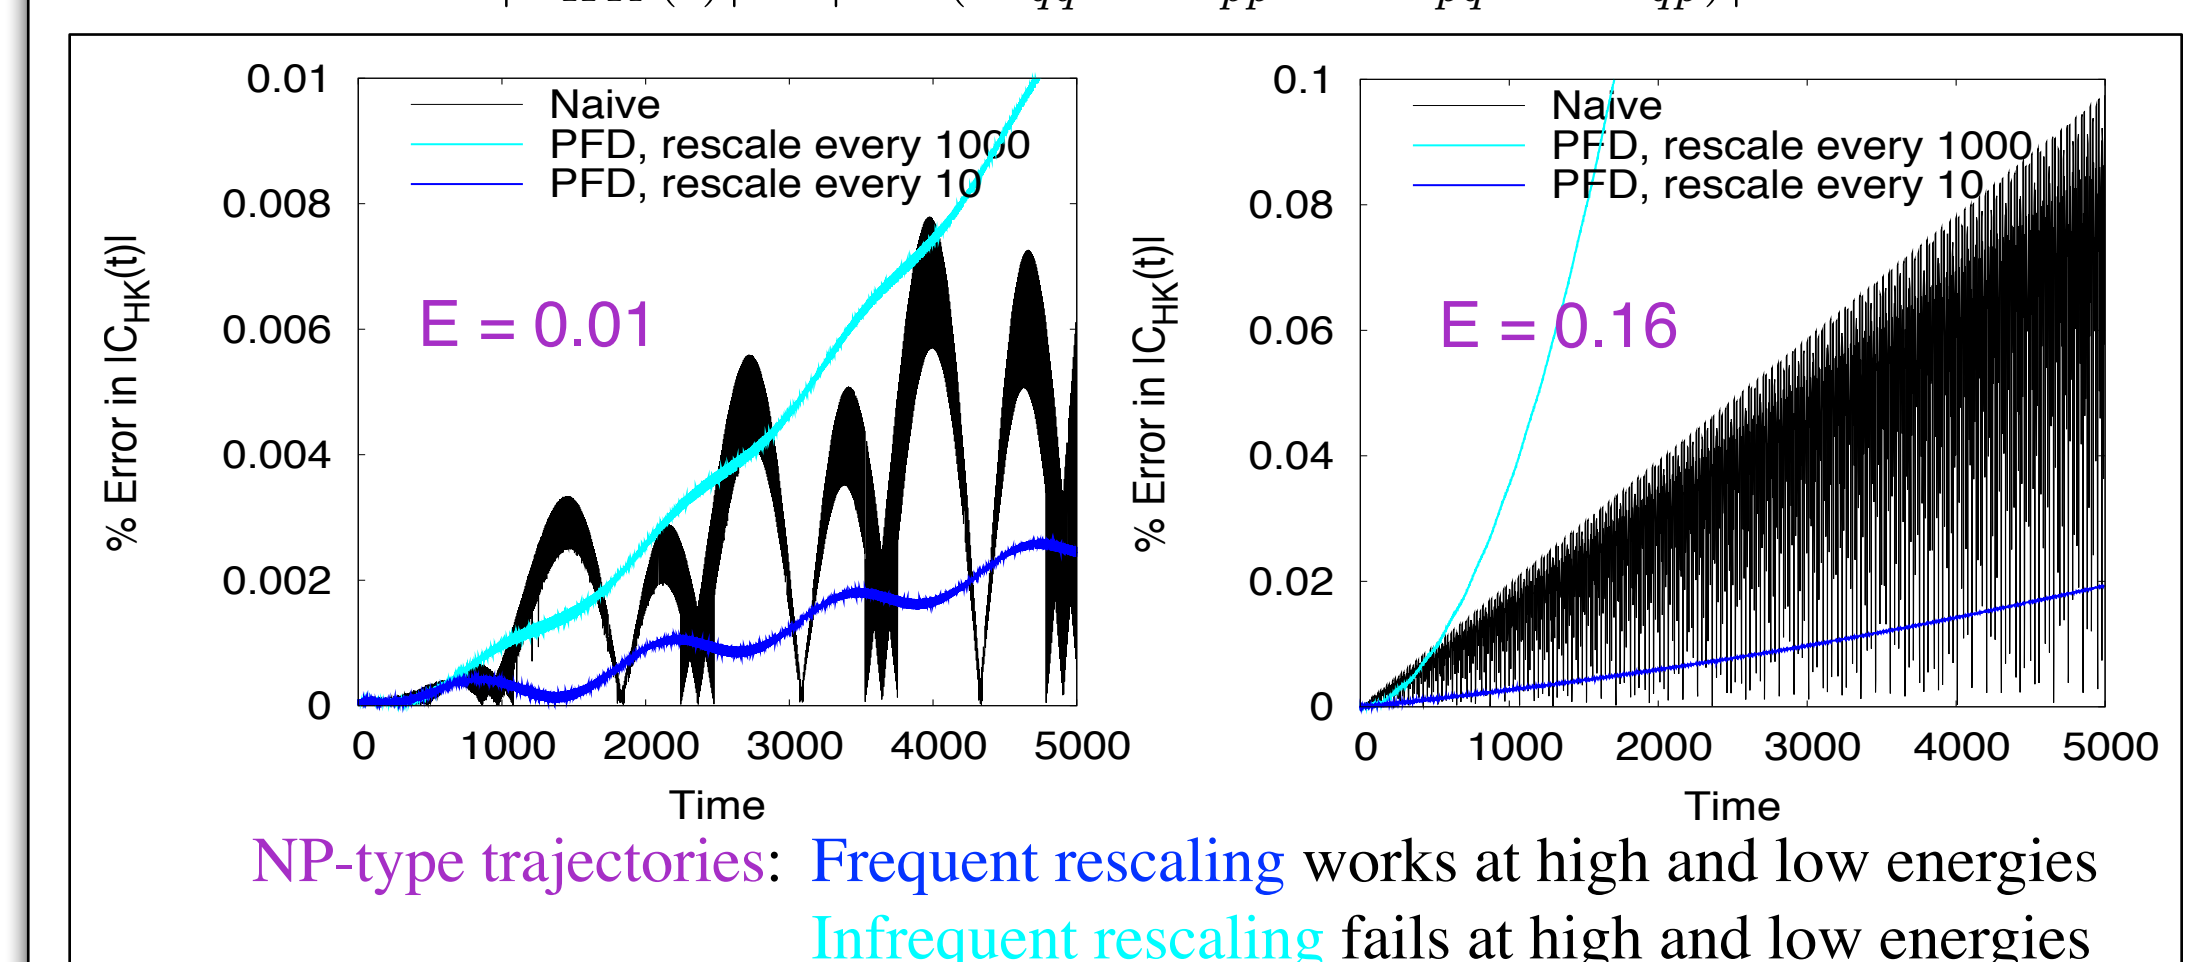 0.01
0.008
0.006
0.004
0.002
0
% Error in |C_HK(t)|
Naive
PFD, rescale every 1000
PFD, rescale every 10
E = 0.01
0 1000 2000 3000 4000 5000
Time
0.1
0.08
0.06
0.04
0.02
0
% Error in |C_HK(t)|
Naive
PFD, rescale every 1000
PFD, rescale every 10
E = 0.16
0 1000 2000 3000 4000 5000
Time
NP-type trajectories: Frequent rescaling works at high and low energies
Infrequent rescaling fails at high and low energies